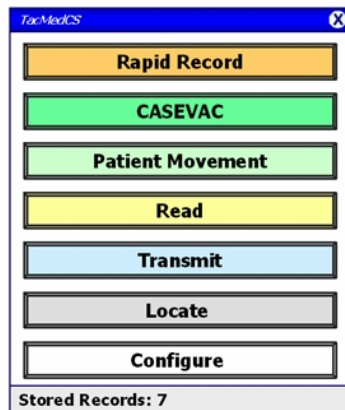 TacMedCS X
Rapid Record
CASEVAC
Patient Movement
Read
Transmit
Locate
Configure
Stored Records: 7